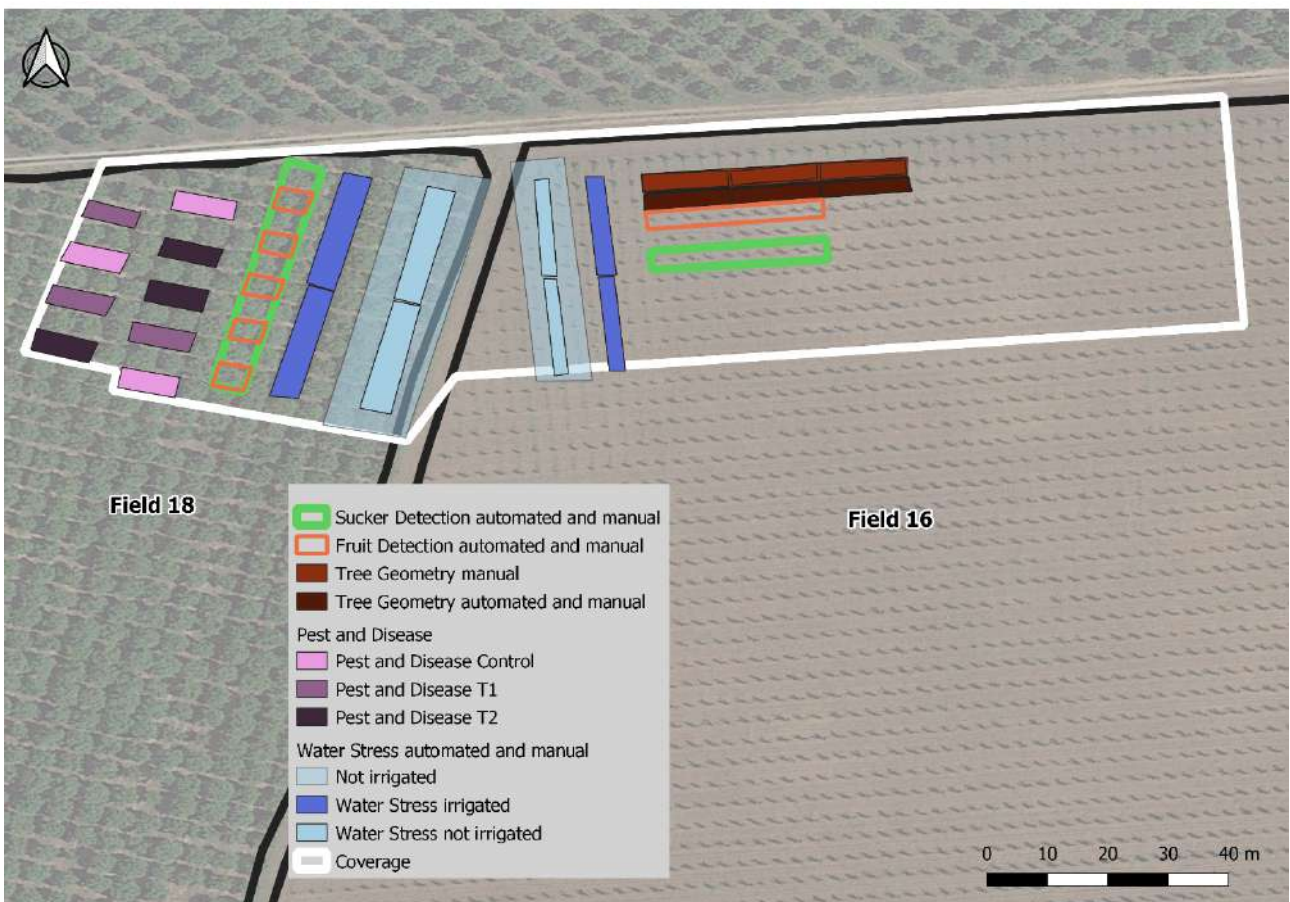 Field 18
Field 16
Sucker Detection automated and manual
Fruit Detection automated and manual
Tree Geometry manual
Tree Geometry automated and manual
Pest and Disease
Pest and Disease Control
Pest and Disease T1
Pest and Disease T2
Water Stress automated and manual
Not irrigated
Water Stress irrigated
Water Stress not irrigated
Coverage
0 10 20 30 40 m